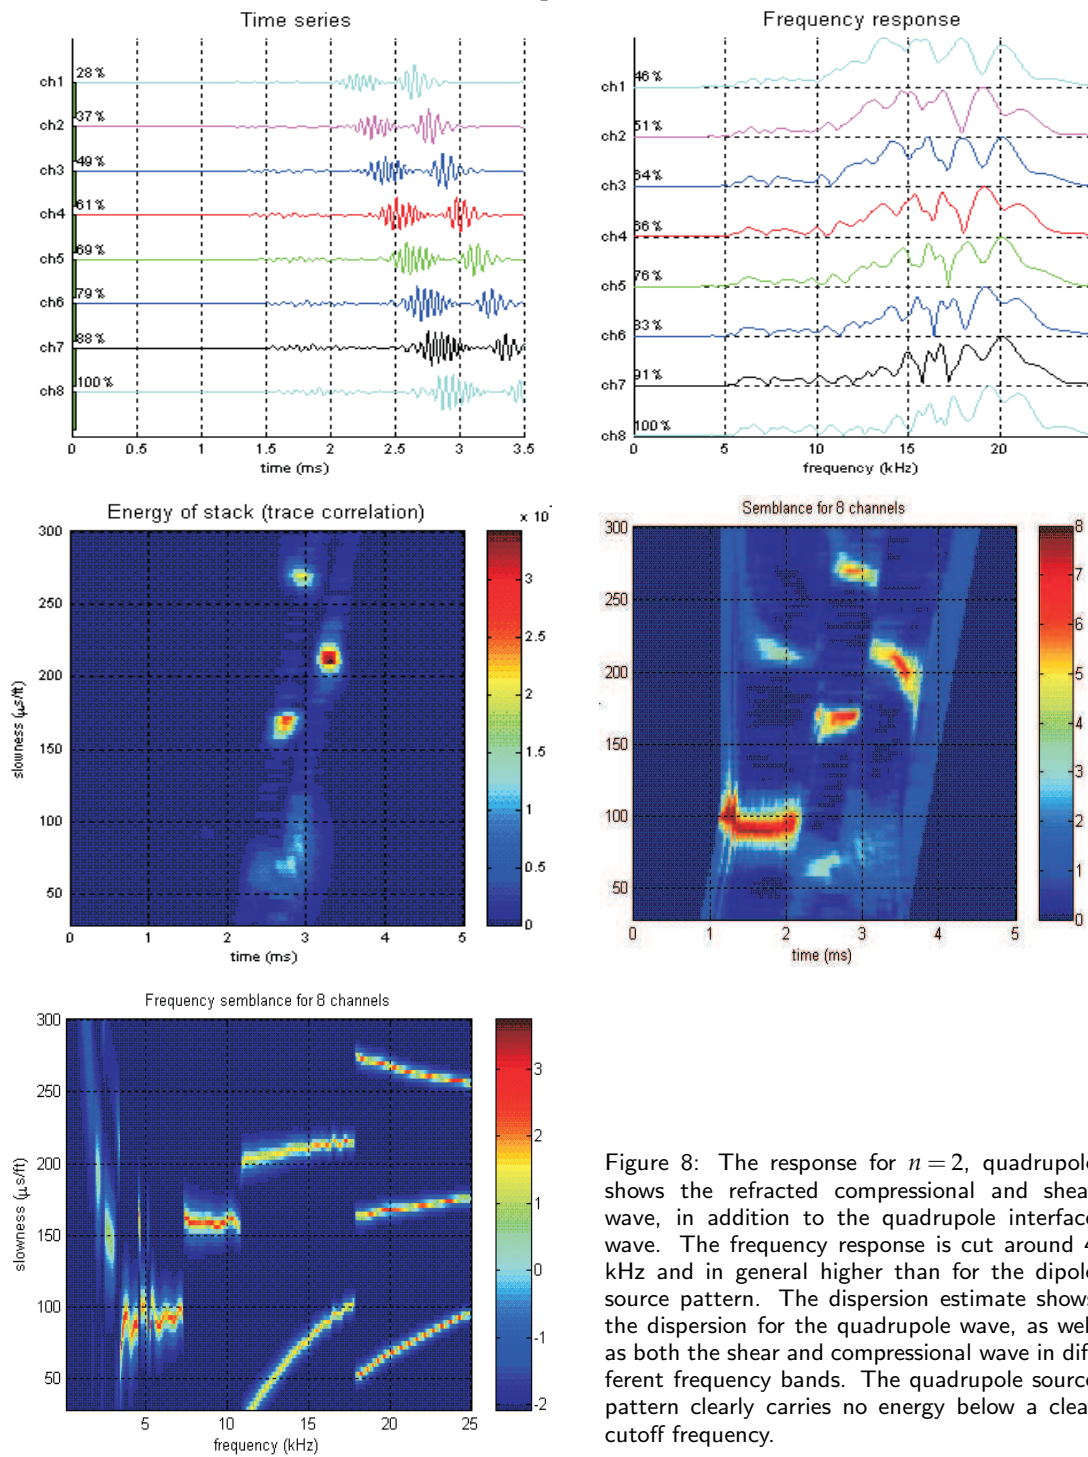 Time series
ch1
28%
ch2
37%
ch3
49%
ch4
61%
ch5
69%
ch6
79%
ch7
88%
ch8
100%
0 0.5 1 1.5 2 2.5 3 3.5
time (ms)
Frequency response
ch1
46%
ch2
51%
ch3
ch4
ch5
76%
ch6
83%
ch7
91%
ch8
100%
0 5 10 15 20
frequency (kHz)
Energy of stack (trace correlation)
300
250
200
150
100
50
slowness (µs/ft)
0 1 2 3 4 5
time (ms)
3
2.5
2
1.5
1
0.5
0
Semblance for 8 channels
300
250
200
150
100
50
0 1 2 3 4 5
time (ms)
8
7
6
5
4
3
2
1
0
Frequency semblance for 8 channels
300
250
200
150
100
50
slowness (µs/ft)
5 10 15 20 25
frequency (kHz)
3
2
1
0
-1
-2
Figure 8: The response for n = 2, quadrupole
shows the refracted compressional and shear
wave, in addition to the quadrupole interface
wave. The frequency response is cut around 4
kHz and in general higher than for the dipole
source pattern. The dispersion estimate shows
the dispersion for the quadrupole wave, as well
as both the shear and compressional wave in dif-
ferent frequency bands. The quadrupole source
pattern clearly carries no energy below a clear
cutoff frequency.